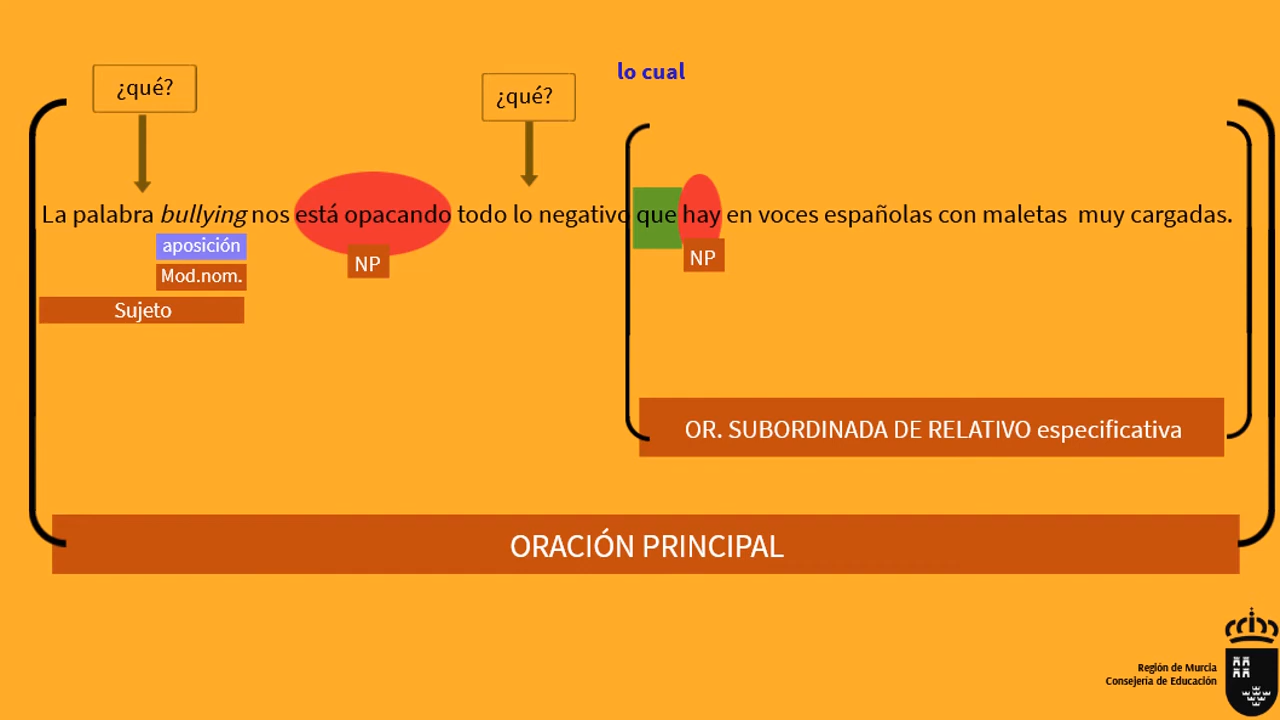 lo cual
¿qué?
¿qué?
La palabra bullying nos está opacando todo lo negativo que hay en voces españolas con maletas muy cargadas.
aposición
NP
NP
Mod.nom.
Sujeto
OR. SUBORDINADA DE RELATIVO especificativa
ORACIÓN PRINCIPAL
Región de Murcia
Consejería de Educación